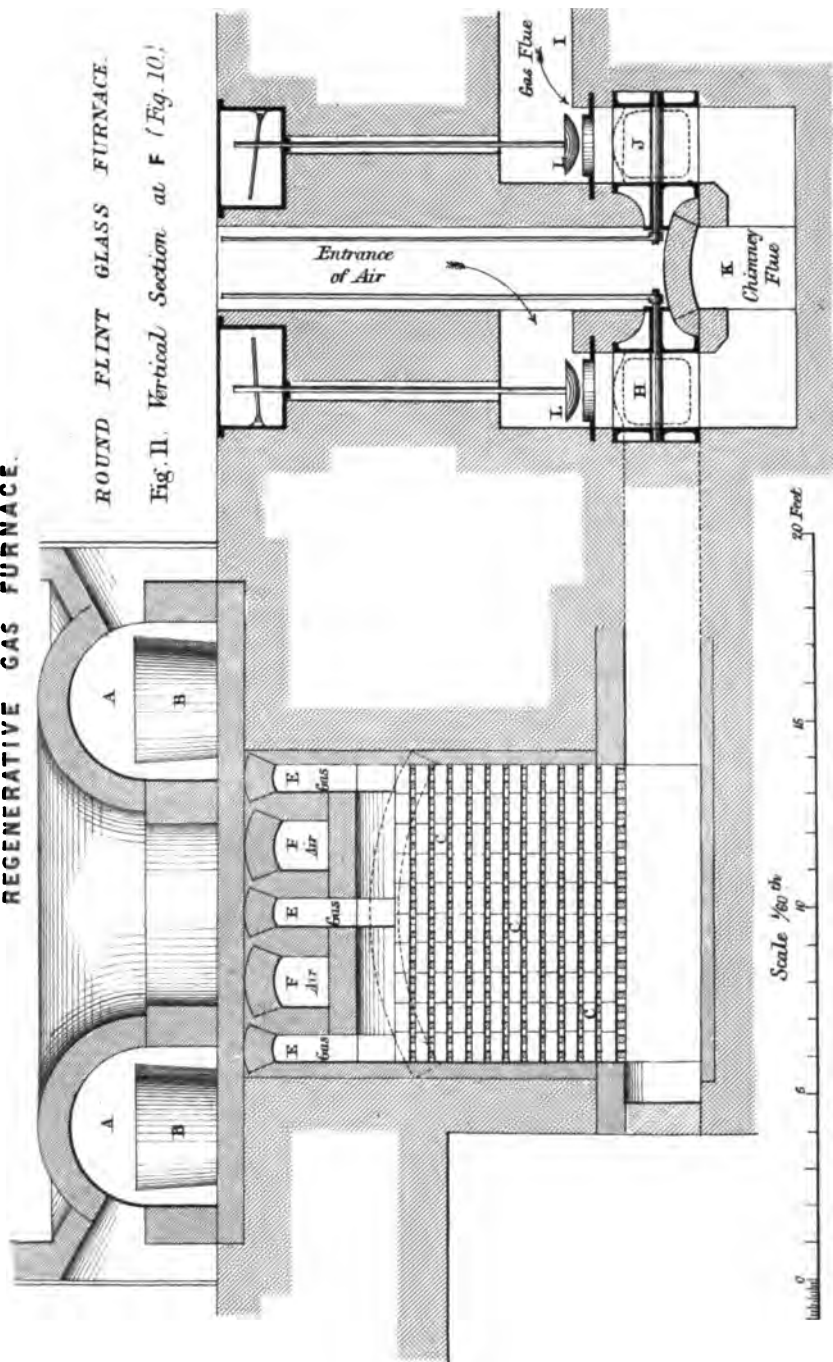 REGENERATIVE GAS FURNACE.
ROUND FLINT GLASS FURNACE.
Fig. 11. Vertical Section at F (Fig. 10.)
A
A
B
B
E
Gas
F
Air
E
Gas
E
Air
E
Gas
C
C
C
Entrance
of Air
Gas Flue
I
L
L
H
J
K
Chimney
Flue
Scale 1/60 th
0
5
10
15
20 Feet